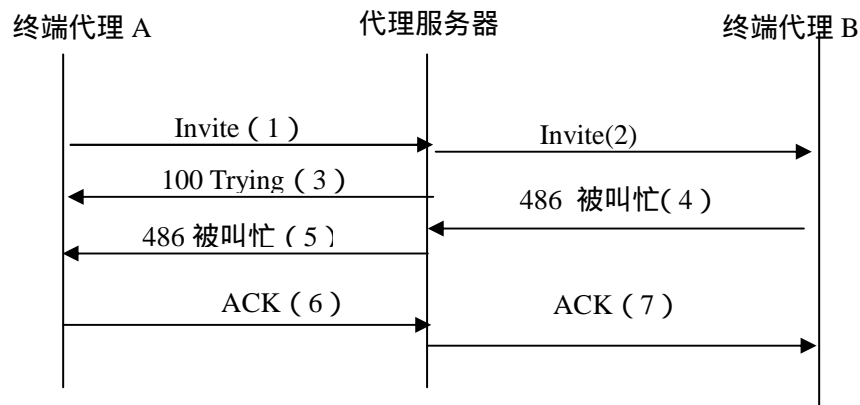 终端代理 A
代理服务器
终端代理 B
Invite（1）
Invite(2)
100 Trying（3）
486 被叫忙(4）
486 被叫忙（5）
ACK（6）
ACK（7）